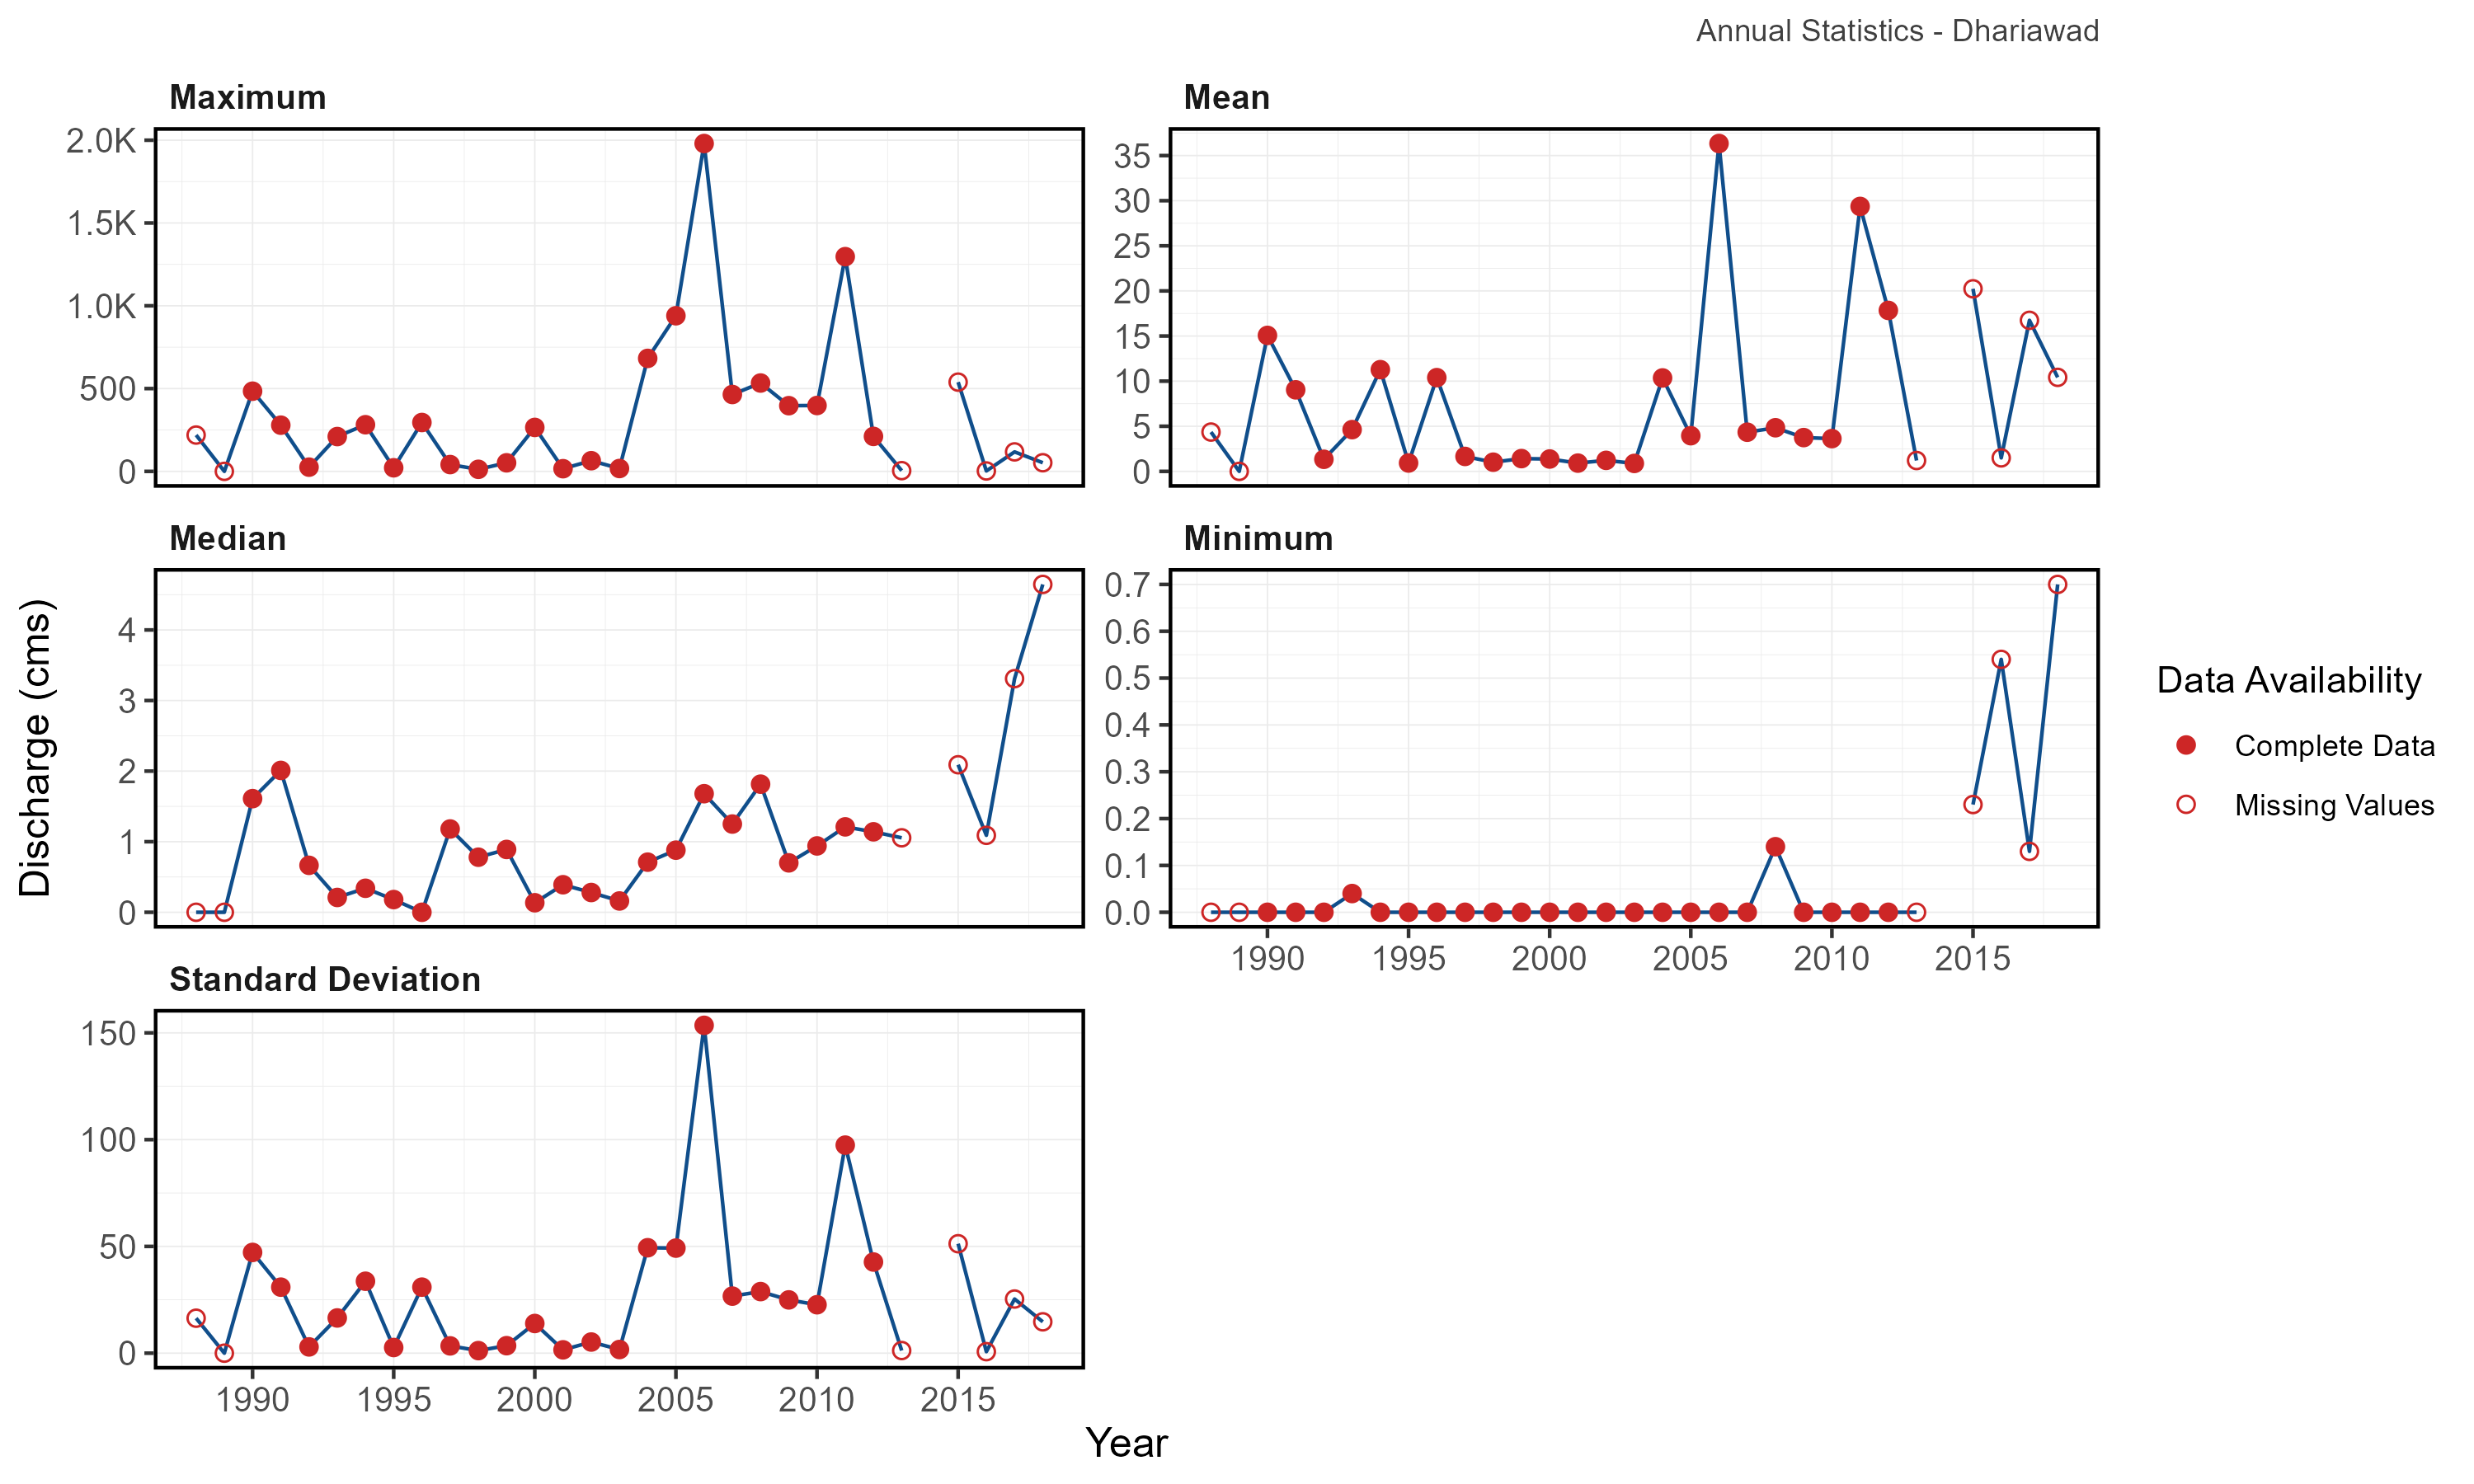 Annual Statistics - Dhariawad
Maximum
2.0K
1.5K
1.0K
500
0
Mean
35
30
25
20
15
10
5
0
Median
4
3
2
1
0
Minimum
0.7
0.6
0.5
0.4
0.3
0.2
0.1
0.0
1990 1995 2000 2005 2010 2015
Standard Deviation
150
100
50
0
1990 1995 2000 2005 2010 2015
Discharge (cms)
Year
Data Availability
Complete Data
Missing Values